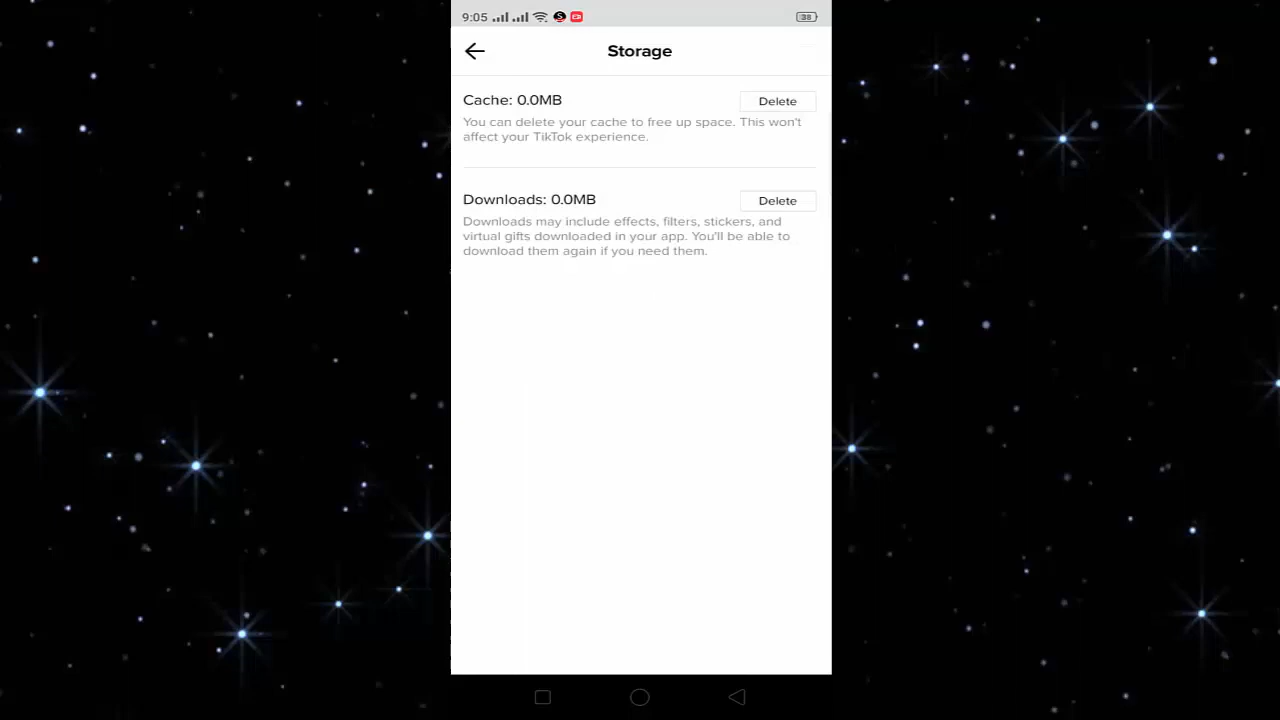 9:05
38
Storage
Cache: 0.0MB
Delete
You can delete your cache to free up space. This won't
affect your TikTok experience.
Downloads: 0.0MB
Delete
Downloads may include effects, filters, stickers, and
virtual gifts downloaded in your app. You'll be able to
download them again if you need them.